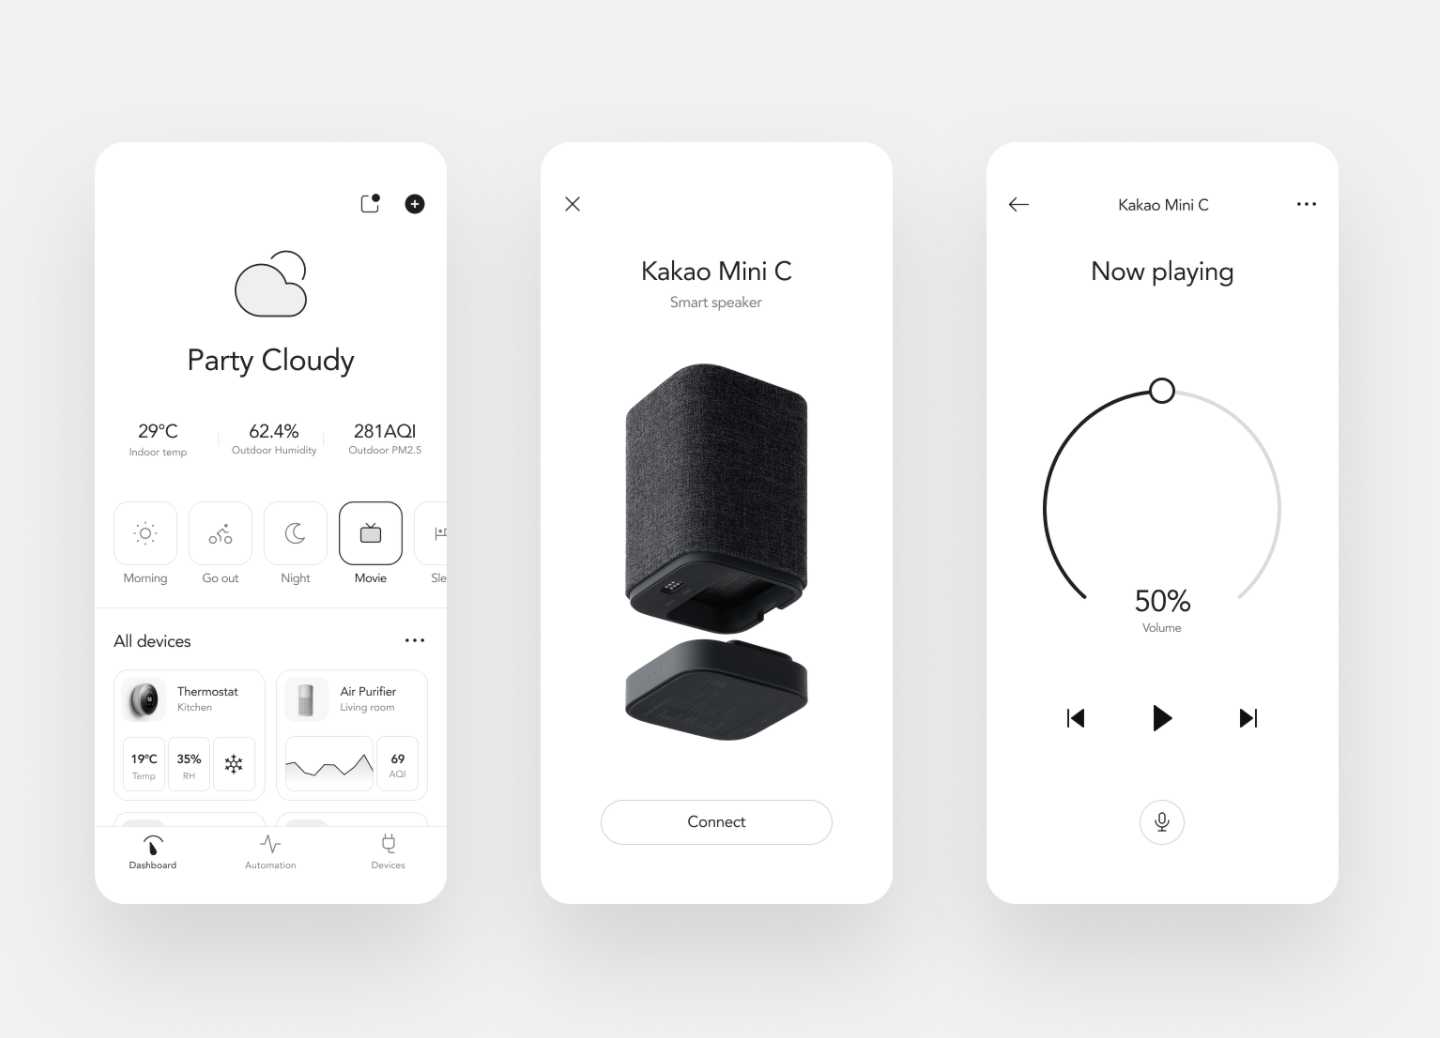 Party Cloudy
29°C
Indoor temp
62.4%
Outdoor Humidity
281AQI
Outdoor PM2.5
Morning
Go out
Night
Movie
Sle
All devices
Thermostat
Kitchen
19°C
Temp
35%
RH
Air Purifier
Living room
69
AQI
Dashboard
Automation
Devices
Kakao Mini C
Smart speaker
Connect
Kakao Mini C
Now playing
50%
Volume